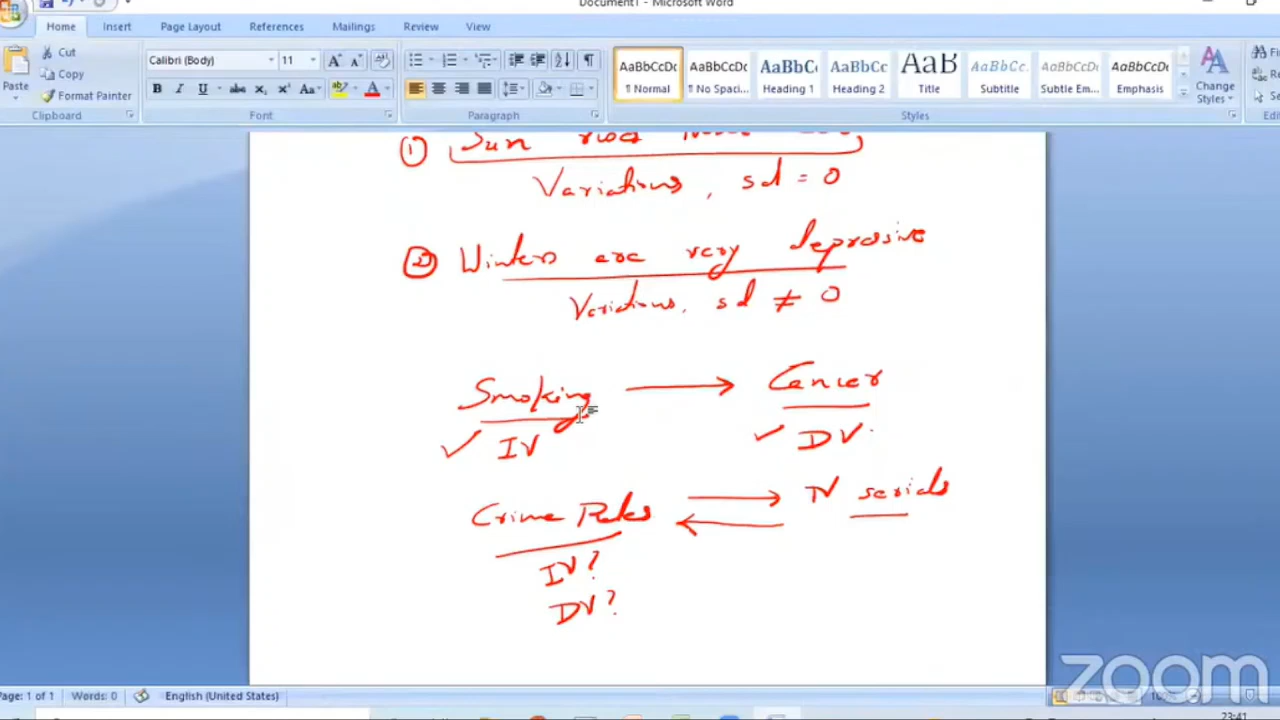 Document1 - Microsoft Word
Home Insert Page Layout References Mailings Review View
Cut
Copy
Format Painter
Paste
Clipboard
Calibri (Body) 11
Font
Paragraph
AaBbCcDc AaBbCcDc AaBbC AaBbCc AaB AaBbCc. AaBbCcDc AaBbCcDc
¶ Normal ¶ No Spaci... Heading 1 Heading 2 Title Subtitle Subtle Em... Emphasis
Change Styles
Styles
① Sun
Variations, sd = 0
② Winters are very depressive
Variations, sd ≠ 0
Smoking → Cancer
✓ IV ✓ DV
Crime Rates → TV serials
←
IV?
DV?
zoom
Page: 1 of 1 Words: 0 English (United States)
23:41